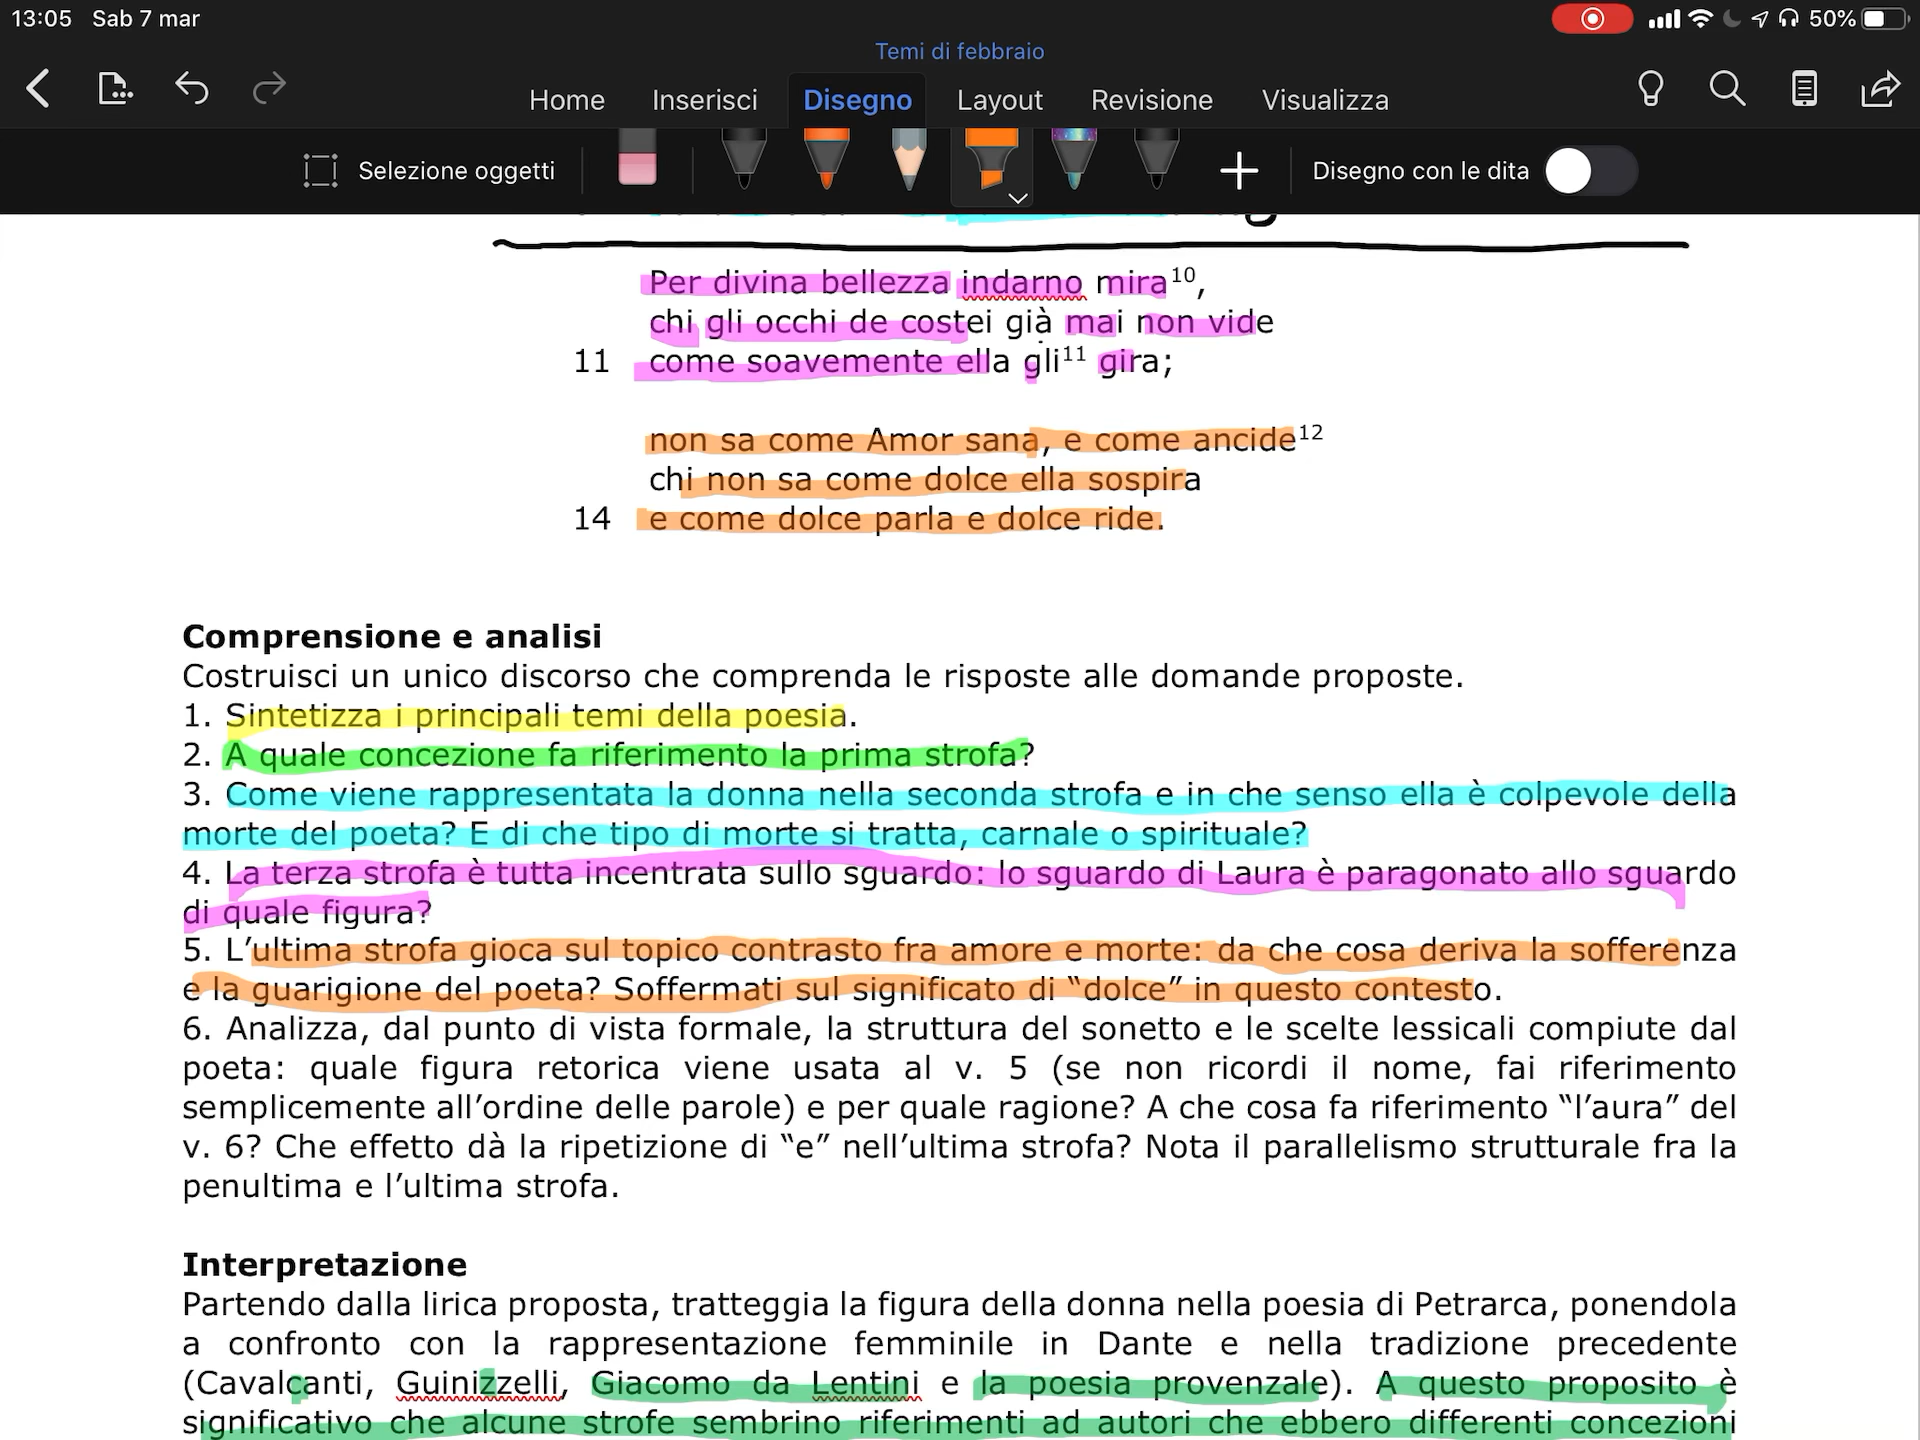 13:05 Sab 7 mar
50%
Temi di febbraio
Home Inserisci Disegno Layout Revisione Visualizza
Selezione oggetti
Disegno con le dita
Per divina bellezza indarno mira10,
chi gli occhi de costei già mai non vide
11 come soavemente ella gli11 gira;
non sa come Amor sana, e come ancide12
chi non sa come dolce ella sospira
14 e come dolce parla e dolce ride.
Comprensione e analisi
Costruisci un unico discorso che comprenda le risposte alle domande proposte.
1. Sintetizza i principali temi della poesia.
2. A quale concezione fa riferimento la prima strofa?
3. Come viene rappresentata la donna nella seconda strofa e in che senso ella è colpevole della
morte del poeta? E di che tipo di morte si tratta, carnale o spirituale?
4. La terza strofa è tutta incentrata sullo sguardo: lo sguardo di Laura è paragonato allo sguardo
di quale figura?
5. L’ultima strofa gioca sul topico contrasto fra amore e morte: da che cosa deriva la sofferenza
e la guarigione del poeta? Soffermati sul significato di “dolce” in questo contesto.
6. Analizza, dal punto di vista formale, la struttura del sonetto e le scelte lessicali compiute dal
poeta: quale figura retorica viene usata al v. 5 (se non ricordi il nome, fai riferimento
semplicemente all’ordine delle parole) e per quale ragione? A che cosa fa riferimento “l’aura” del
v. 6? Che effetto dà la ripetizione di “e” nell’ultima strofa? Nota il parallelismo strutturale fra la
penultima e l’ultima strofa.
Interpretazione
Partendo dalla lirica proposta, tratteggia la figura della donna nella poesia di Petrarca, ponendola
a confronto con la rappresentazione femminile in Dante e nella tradizione precedente
(Cavalcanti, Guinizzelli, Giacomo da Lentini e la poesia provenzale). A questo proposito è
significativo che alcune strofe sembrino riferimenti ad autori che ebbero differenti concezioni